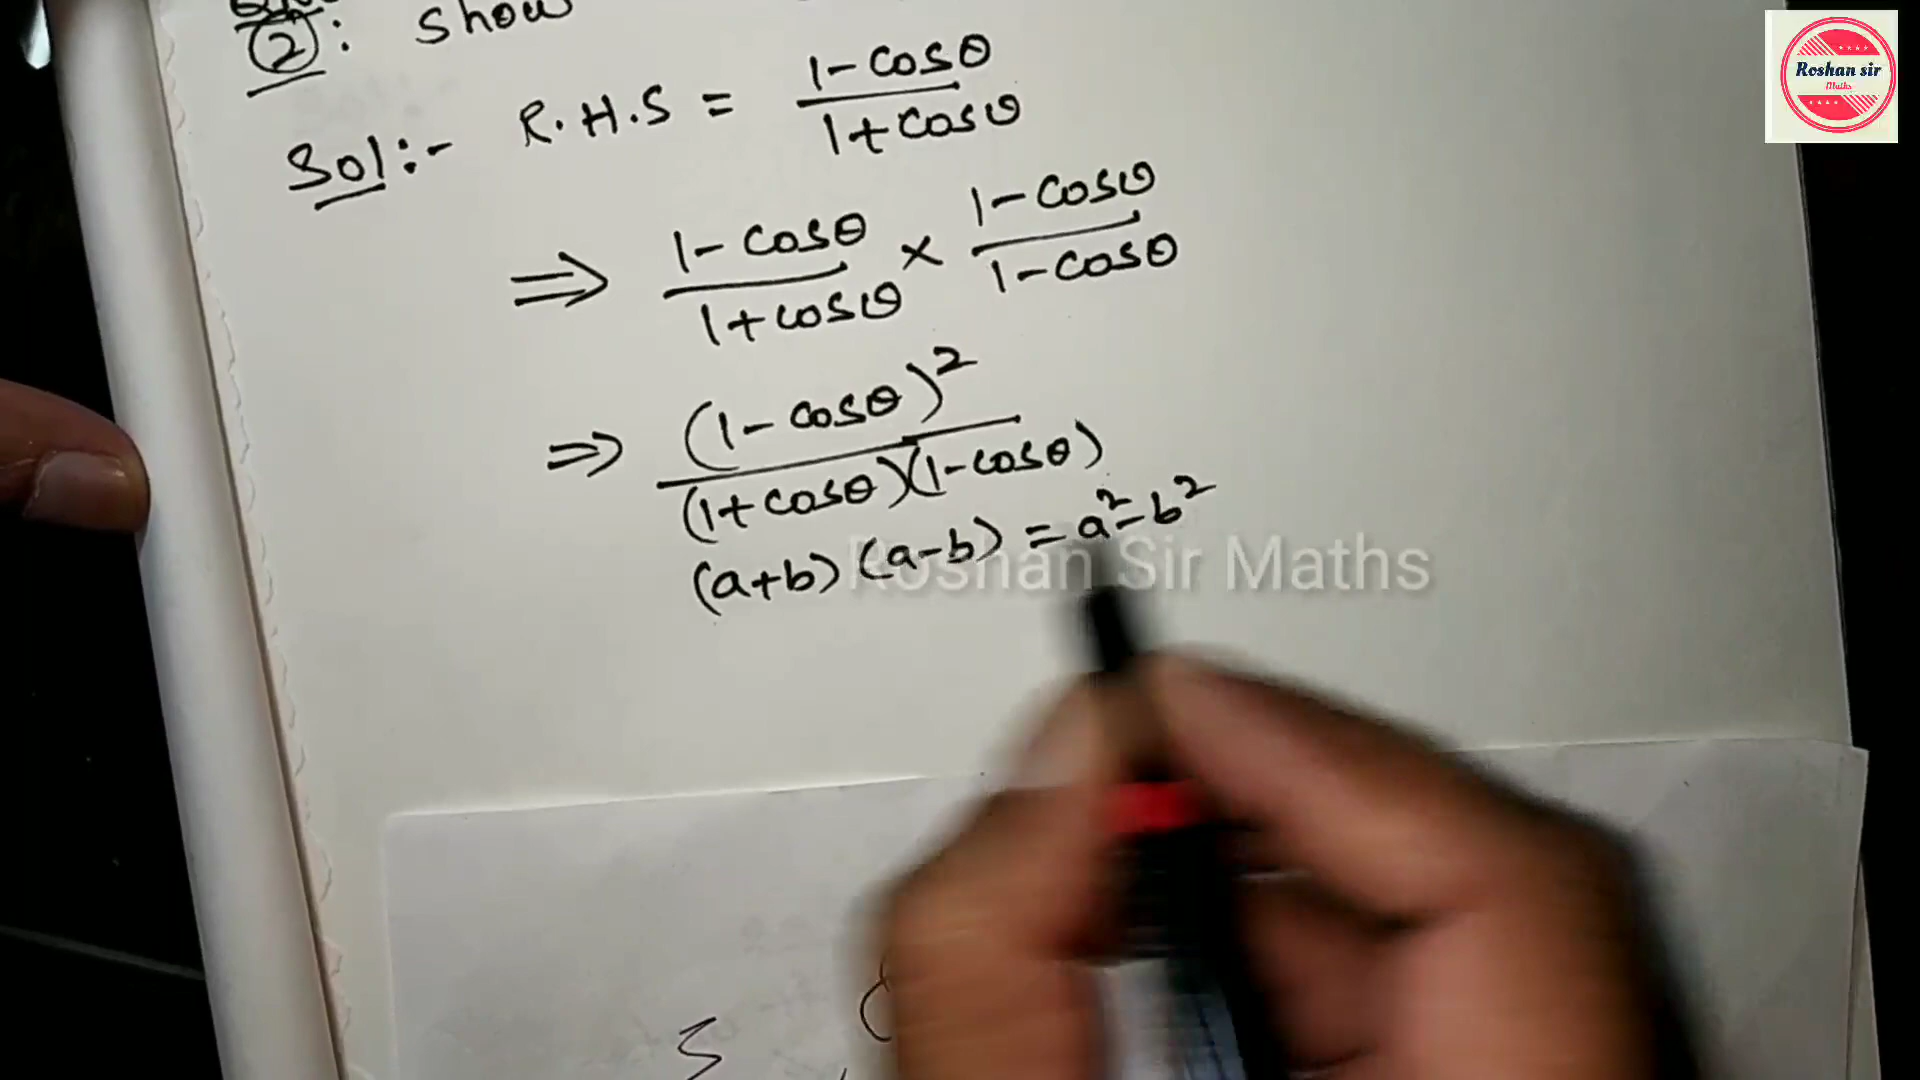 ②: Show
Sol:- R.H.S = 1-cosθ / 1+cosθ
⇒ 1-cosθ / 1+cosθ × 1-cosθ / 1-cosθ
⇒ (1-cosθ)² / (1+cosθ)(1-cosθ)
(a+b)(a-b) = a²-b²
Roshan Sir Maths
Roshan sir
Maths